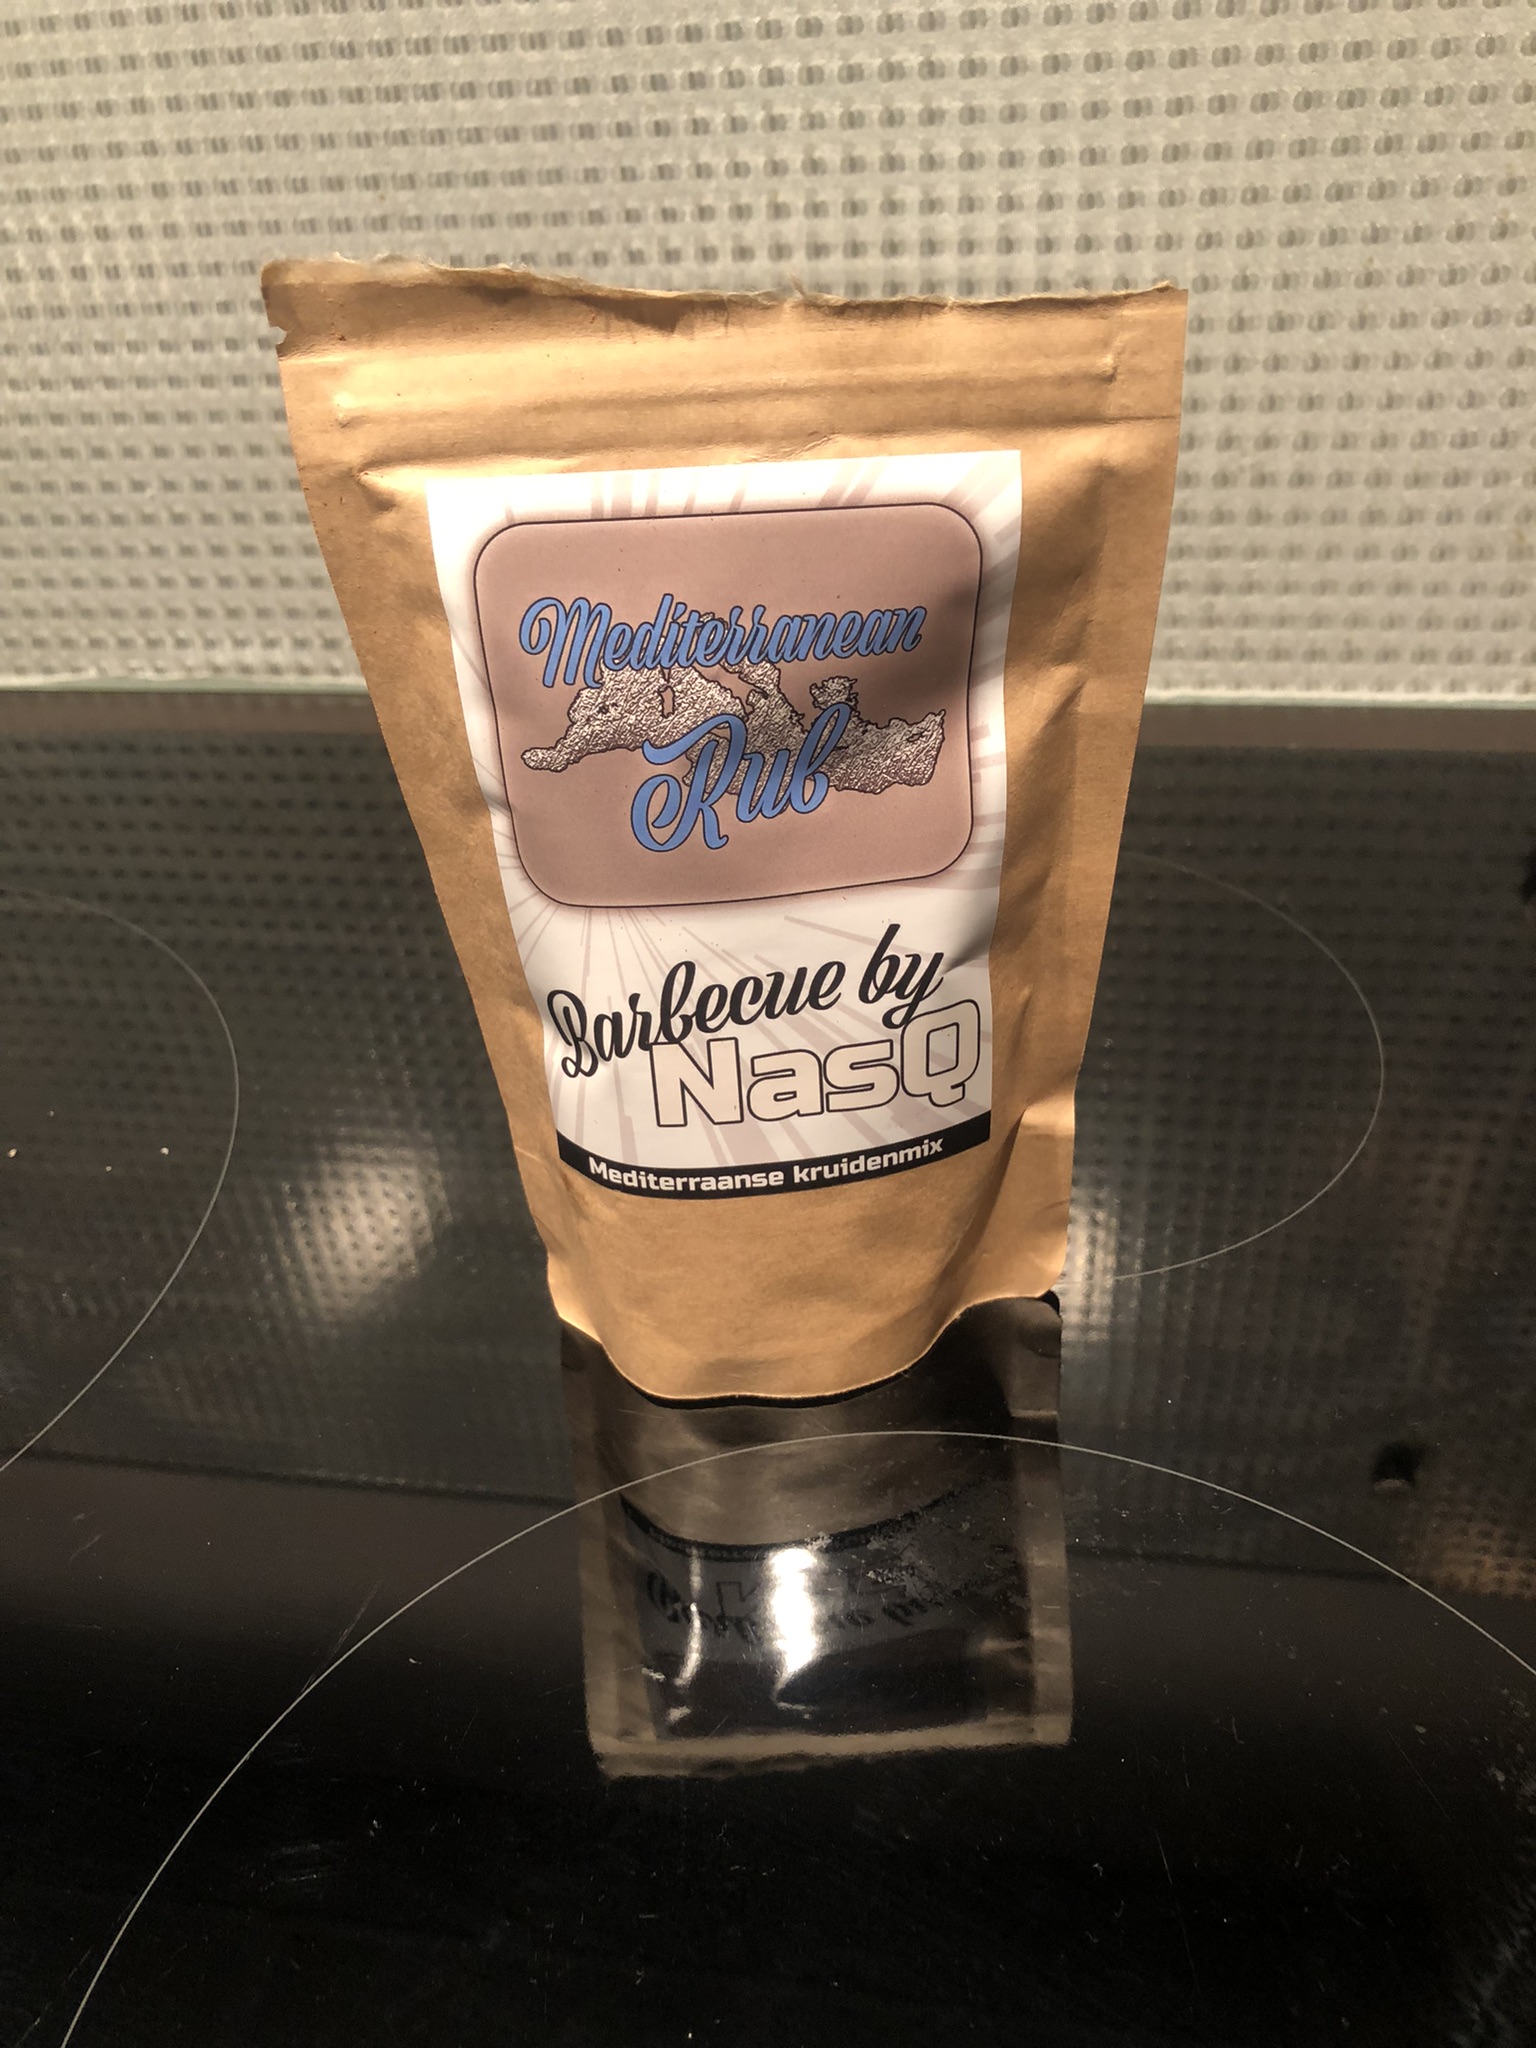 Mediterranean
Rub
Barbecue by
NasQ
Mediterraanse kruidenmix